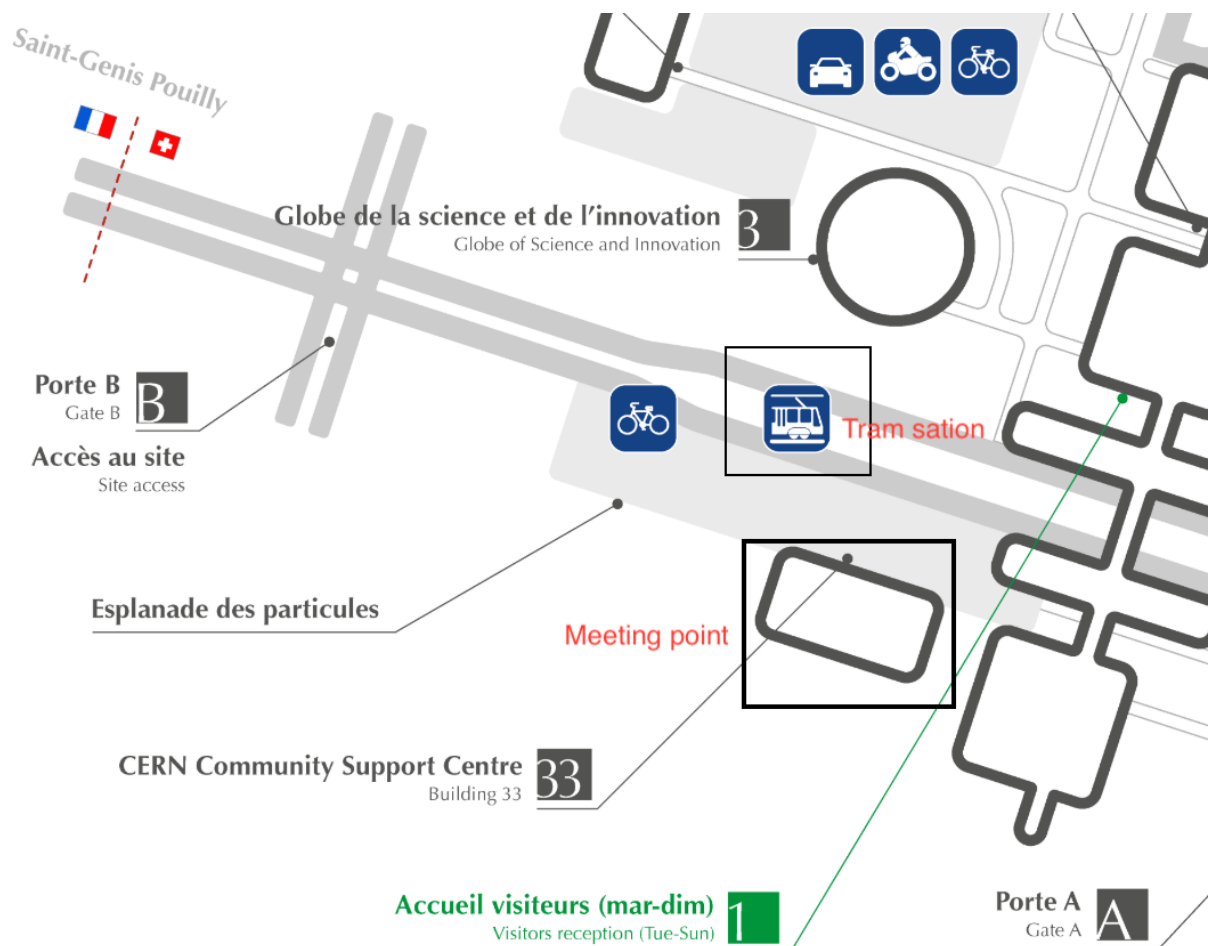 Saint-Genis Pouilly
Globe de la science et de l'innovation
Globe of Science and Innovation
3
Porte B
Gate B
B
Accès au site
Site access
Tram sation
Esplanade des particules
Meeting point
CERN Community Support Centre
Building 33
33
Accueil visiteurs (mar-dim)
Visitors reception (Tue-Sun)
1
Porte A
Gate A
A